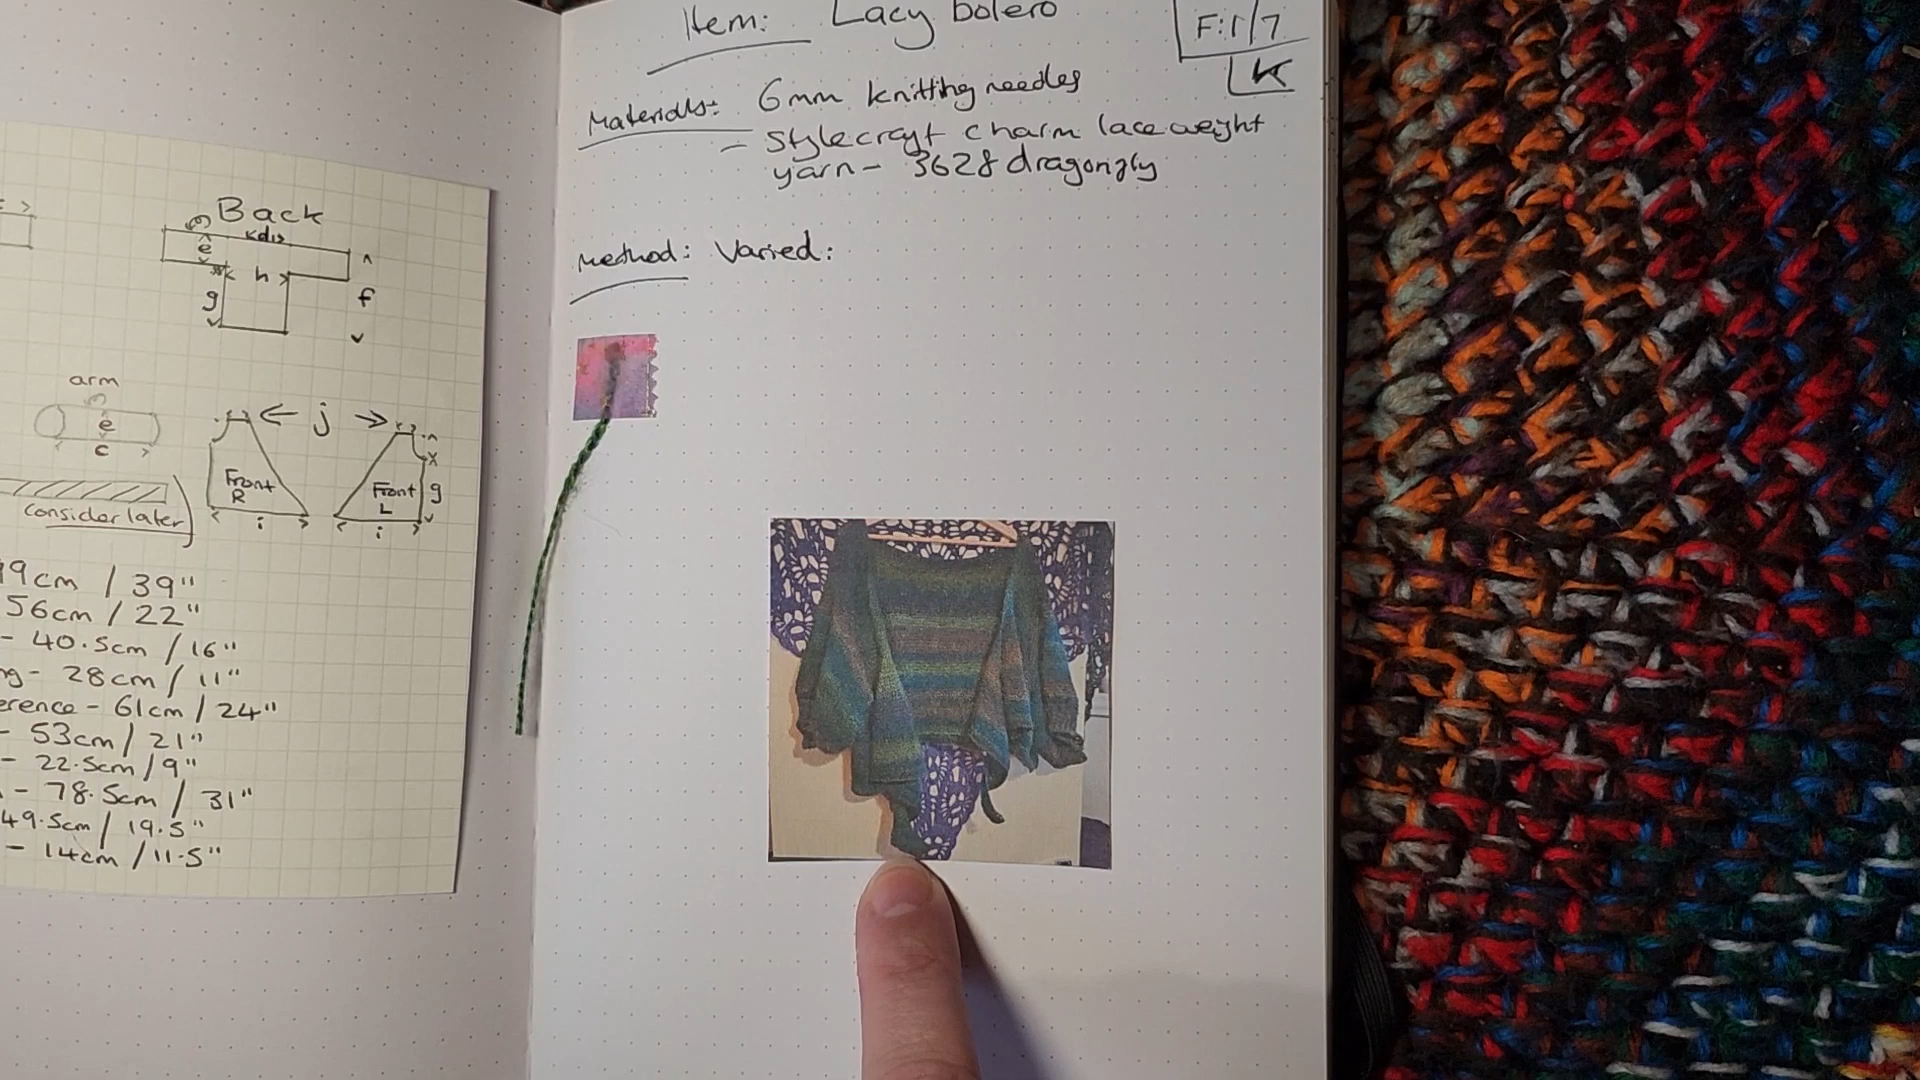 Back
<d>
e
h
g
f
arm
e
c
j
x
Front
R
Front
L
g
i
i
consider later
9cm / 39"
56cm / 22"
- 40.5cm / 16"
- 28cm / 11"
erence - 61cm / 24"
- 53cm / 21"
- 22.5cm / 9"
- 78.5cm / 31"
49.5cm / 19.5"
- 14cm / 11.5"
Item: Lacy bolero
F:1/7
K
Materials: 6mm knitting needles
- Stylecraft charm lace weight
yarn - 3628 dragonfly
Method: Varied: